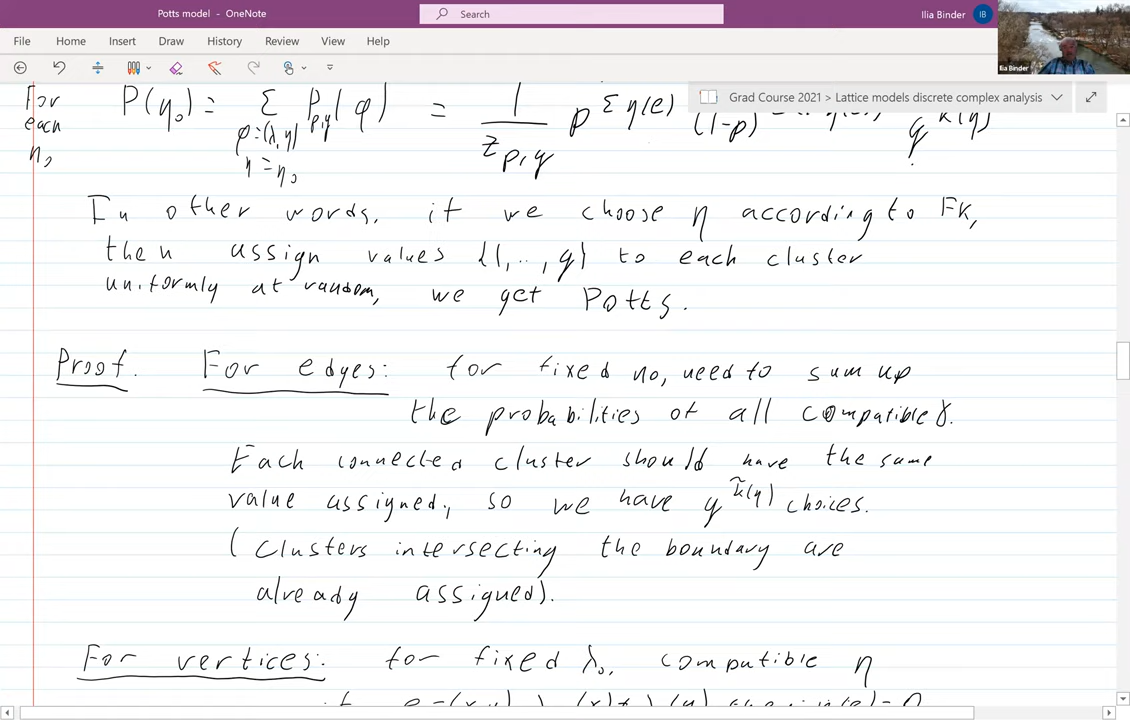 Potts model - OneNote
Search
Ilia Binder
IB
File Home Insert Draw History Review View Help
Ilia Binder
Grad Course 2021 > Lattice models discrete complex analysis
For each η₀ P(η₀) = Σ P_{p,q}(φ) = 1/Z_{p,q} p^{Σ η(e)} (1-p) q
φ=(λ,η)
η=η₀
In other words, if we choose η according to FK,
then assign values {1,..,q} to each cluster
uniformly at random, we get Potts.
Proof. For edges: for fixed η₀, need to sum up
the probabilities of all compatible
Each connected cluster should have the same
value assigned, so we have q^{k̃(η)} choices.
(clusters intersecting the boundary are
already assigned).
For vertices: for fixed λ₀, compatible η